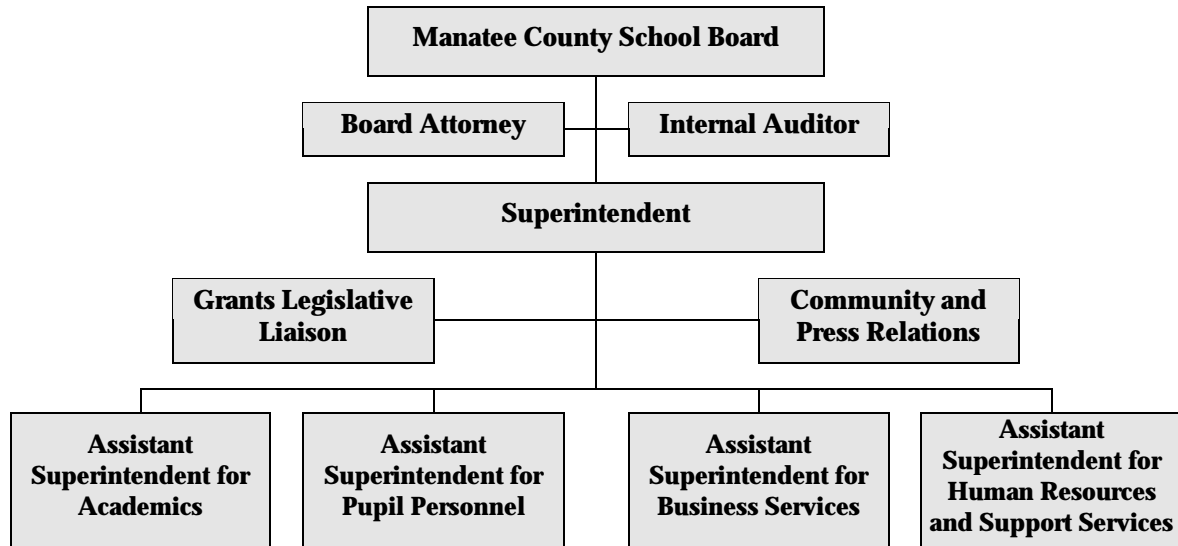 Manatee County School Board
Board Attorney
Internal Auditor
Superintendent
Grants Legislative
Liaison
Community and
Press Relations
Assistant
Superintendent for
Academics
Assistant
Superintendent for
Pupil Personnel
Assistant
Superintendent for
Business Services
Assistant
Superintendent for
Human Resources
and Support Services